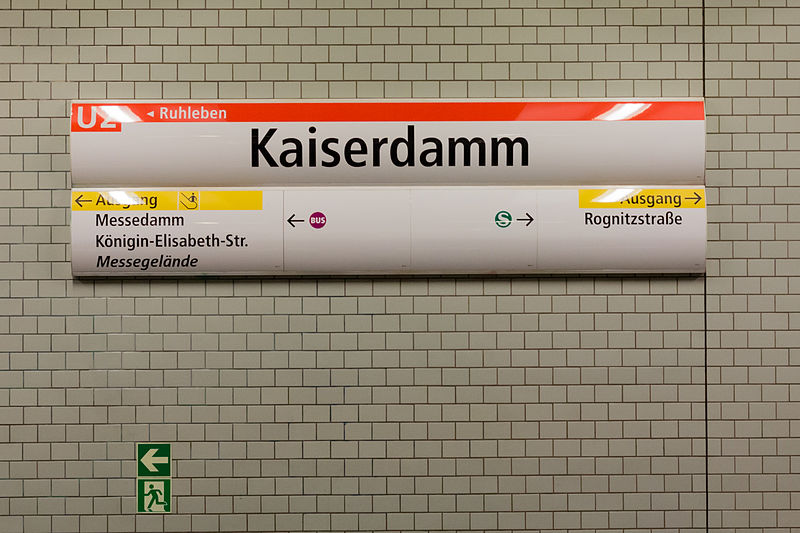 U2 Ruhleben
Kaiserdamm
Ausgang
Messedamm
Königin-Elisabeth-Str.
Messegelände
BUS
S
Ausgang
Rognitzstraße